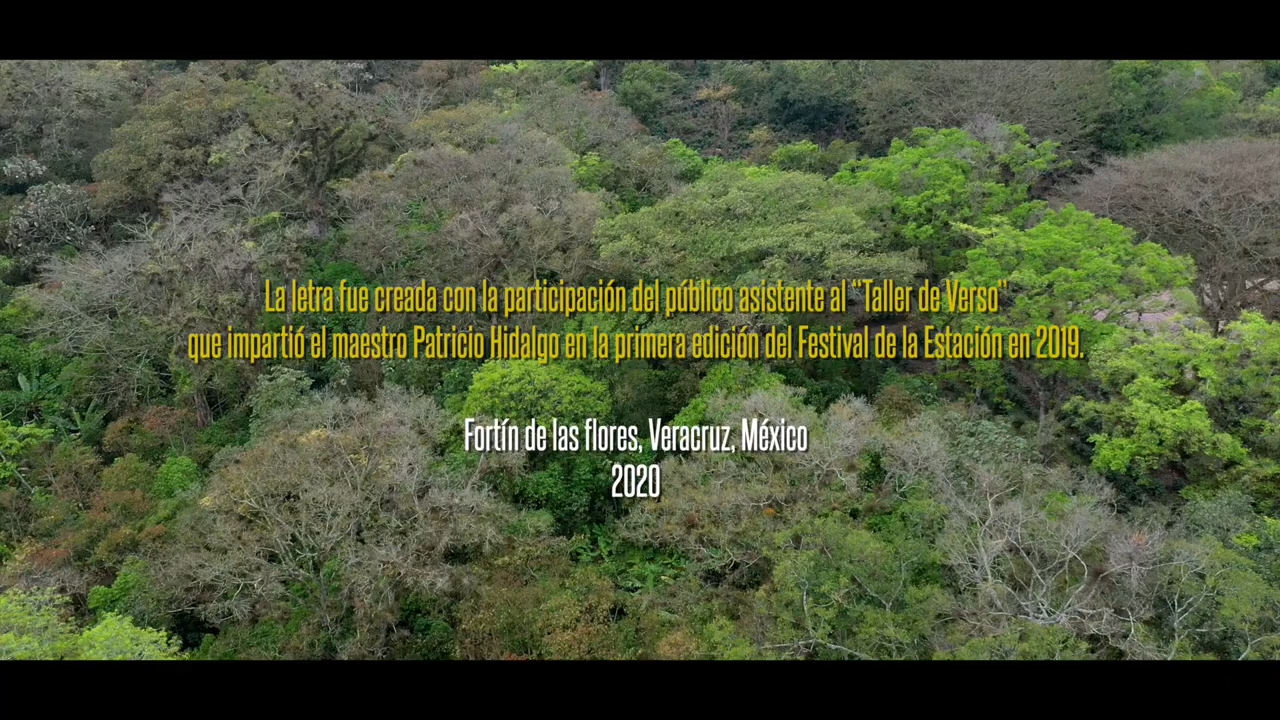 La letra fue creada con la participación del público asistente al “Taller de Verso”
que impartió el maestro Patricio Hidalgo en la primera edición del Festival de la Estación en 2019.
Fortín de las flores, Veracruz, México
2020